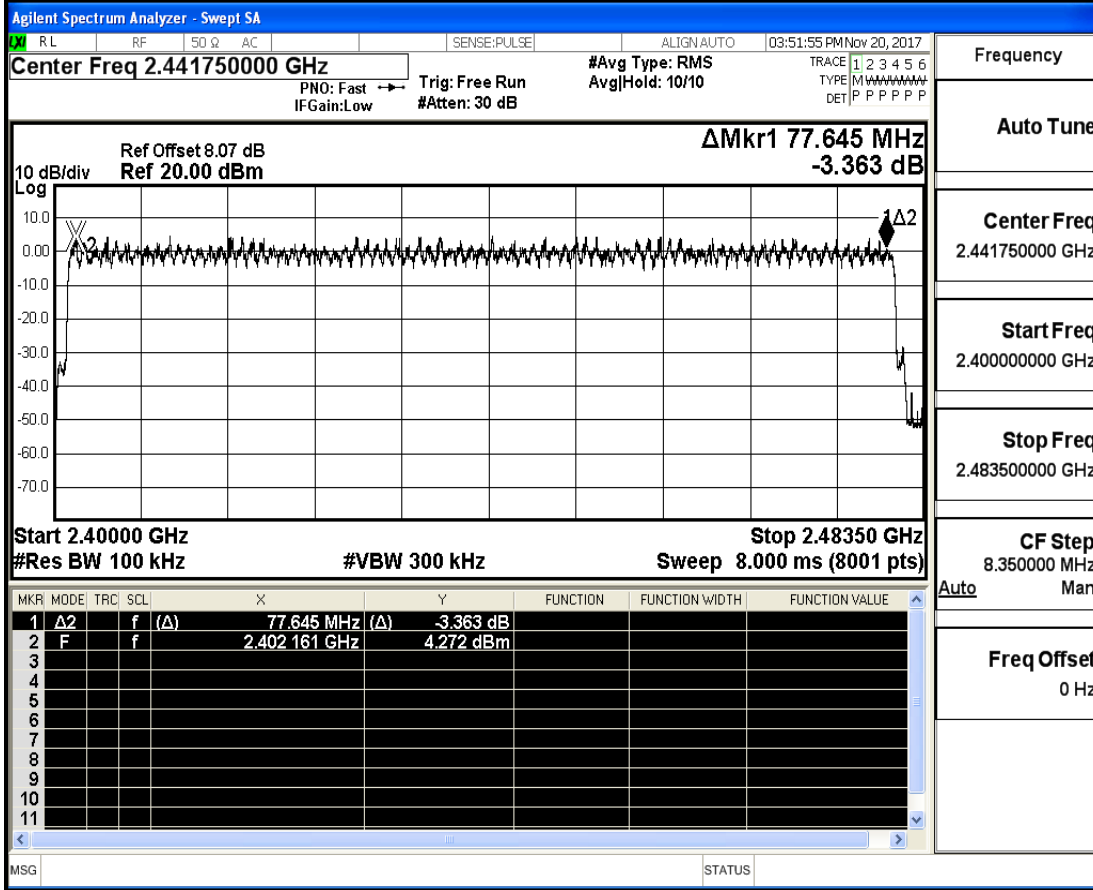 Agilent Spectrum Analyzer - Swept SA
LXI RL RF 50 Ω AC SENSE:PULSE ALIGN AUTO 03:51:55 PM Nov 20, 2017
Center Freq 2.441750000 GHz
PNO: Fast
IFGain:Low
Trig: Free Run
#Atten: 30 dB
#Avg Type: RMS
Avg|Hold: 10/10
TRACE 1 2 3 4 5 6
TYPE M WWWWW
DET P P P P P P
ΔMkr1 77.645 MHz
-3.363 dB
Ref Offset 8.07 dB
10 dB/div Ref 20.00 dBm
Log
10.0
0.00
-10.0
-20.0
-30.0
-40.0
-50.0
-60.0
-70.0
2
1Δ2
Start 2.40000 GHz Stop 2.48350 GHz
#Res BW 100 kHz #VBW 300 kHz Sweep 8.000 ms (8001 pts)
MKR MODE TRC SCL X Y FUNCTION FUNCTION WIDTH FUNCTION VALUE
1 Δ2 f (Δ) 77.645 MHz (Δ) -3.363 dB
2 F f 2.402 161 GHz 4.272 dBm
3
4
5
6
7
8
9
10
11
MSG STATUS
Frequency
Auto Tune
Center Freq
2.441750000 GHz
Start Freq
2.400000000 GHz
Stop Freq
2.483500000 GHz
CF Step
8.350000 MHz
Auto Man
Freq Offset
0 Hz